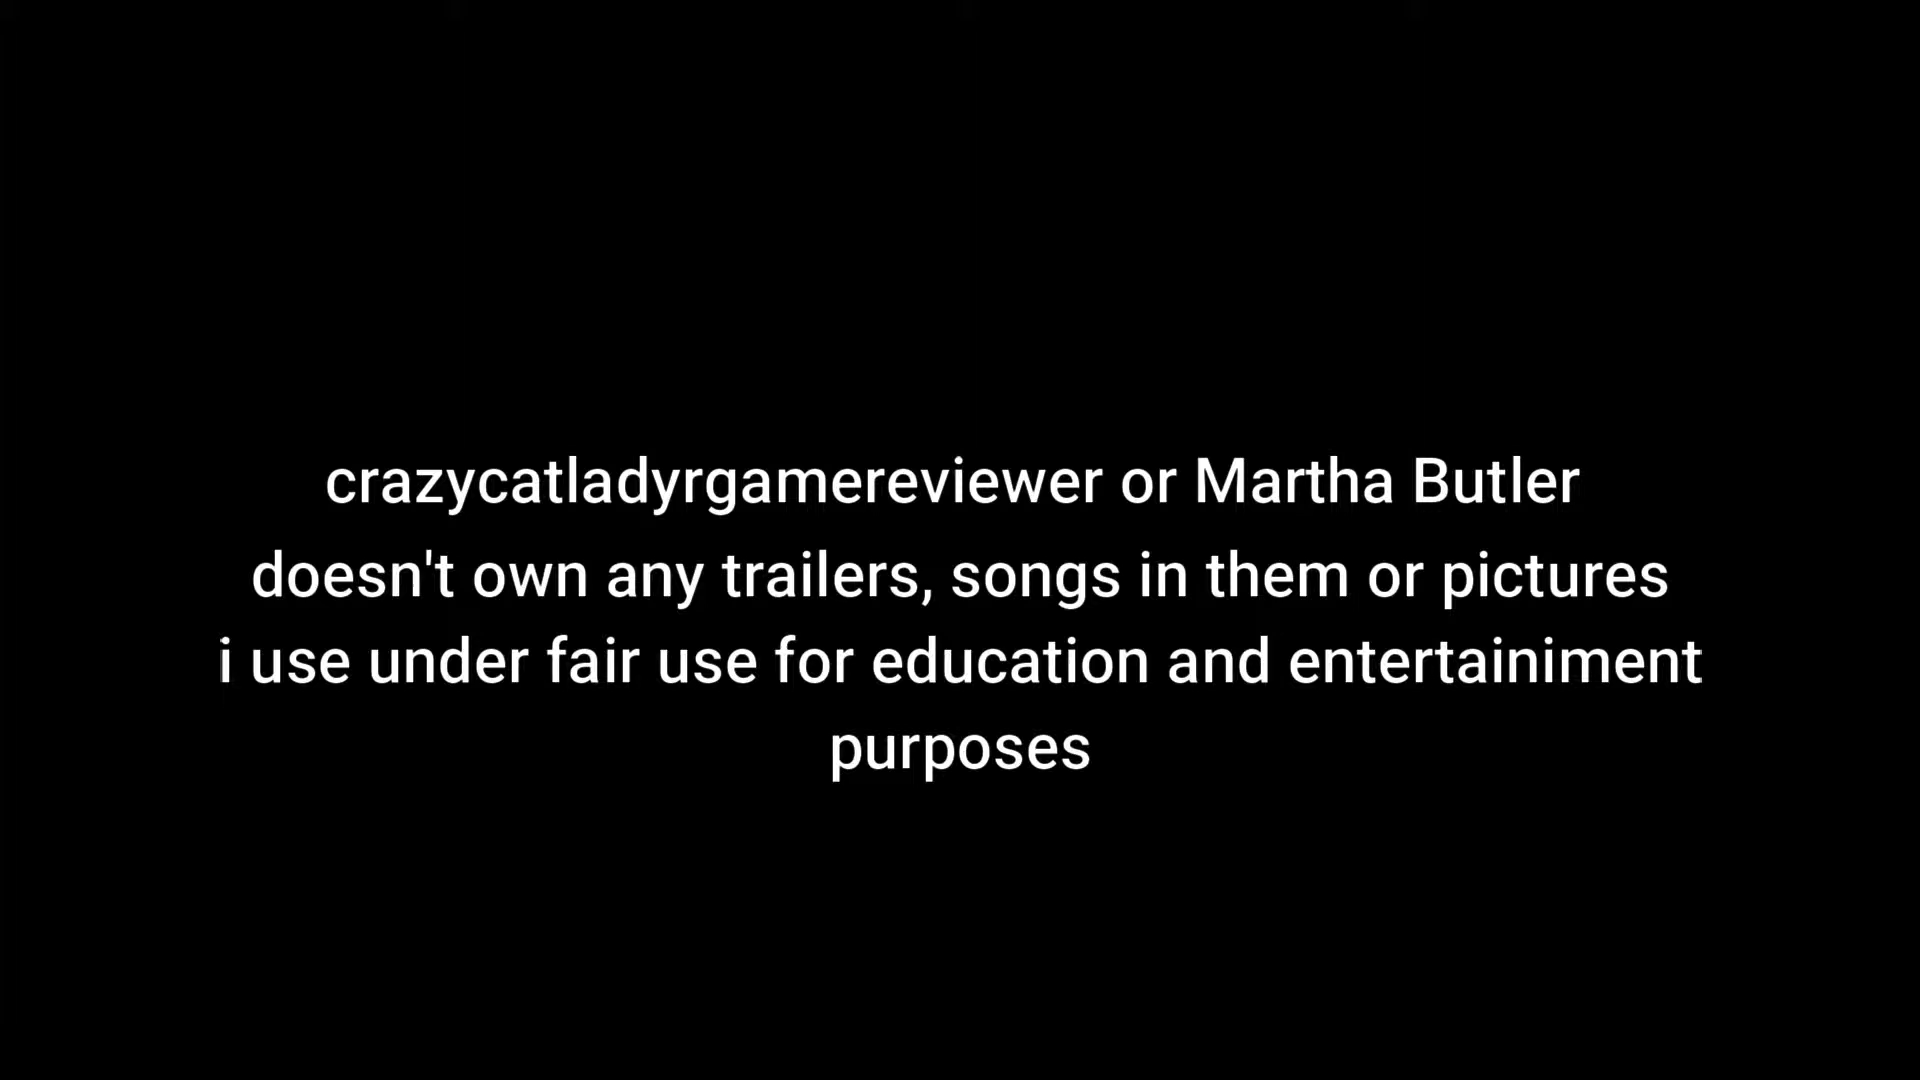 crazycatladyrgamereviewer or Martha Butler
doesn't own any trailers, songs in them or pictures
i use under fair use for education and entertainiment
purposes